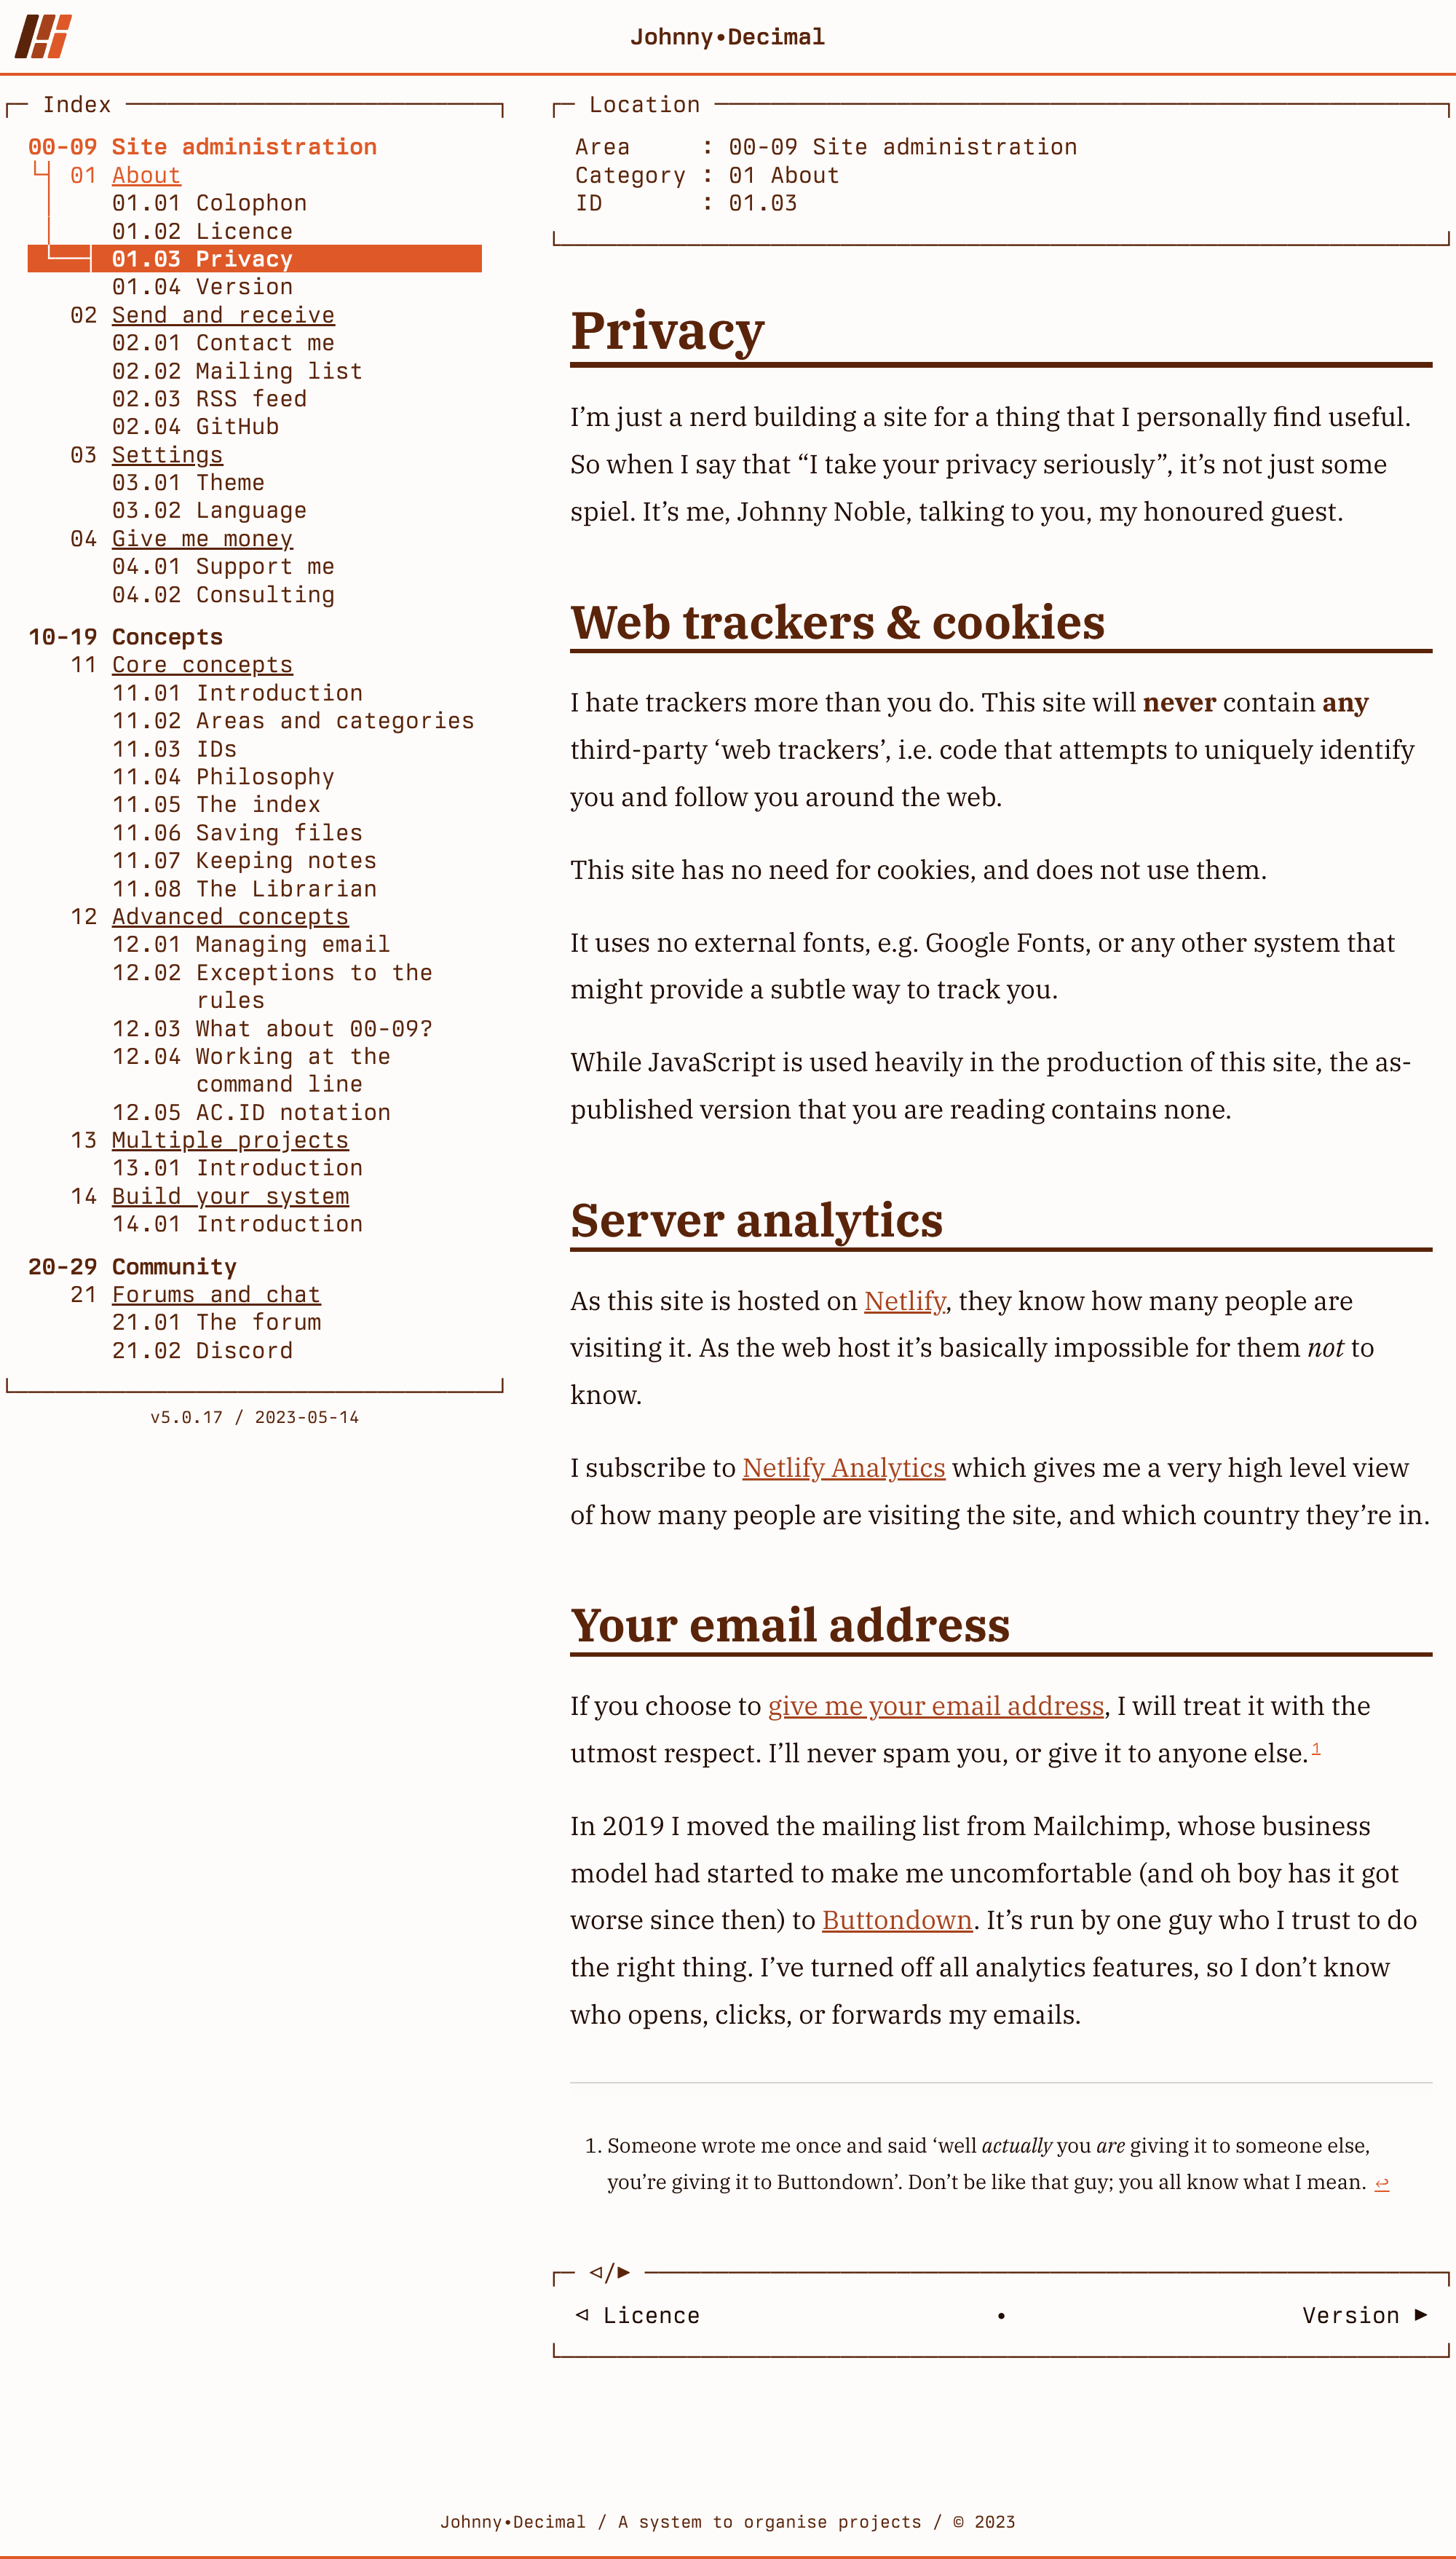 Johnny•Decimal
Index
00-09 Site administration
01 About
01.01 Colophon
01.02 Licence
01.03 Privacy
01.04 Version
02 Send and receive
02.01 Contact me
02.02 Mailing list
02.03 RSS feed
02.04 GitHub
03 Settings
03.01 Theme
03.02 Language
04 Give me money
04.01 Support me
04.02 Consulting
10-19 Concepts
11 Core concepts
11.01 Introduction
11.02 Areas and categories
11.03 IDs
11.04 Philosophy
11.05 The index
11.06 Saving files
11.07 Keeping notes
11.08 The Librarian
12 Advanced concepts
12.01 Managing email
12.02 Exceptions to the
rules
12.03 What about 00-09?
12.04 Working at the
command line
12.05 AC.ID notation
13 Multiple projects
13.01 Introduction
14 Build your system
14.01 Introduction
20-29 Community
21 Forums and chat
21.01 The forum
21.02 Discord
v5.0.17 / 2023-05-14
Location
Area : 00-09 Site administration
Category : 01 About
ID : 01.03
Privacy
I’m just a nerd building a site for a thing that I personally find useful.
So when I say that “I take your privacy seriously”, it’s not just some
spiel. It’s me, Johnny Noble, talking to you, my honoured guest.
Web trackers & cookies
I hate trackers more than you do. This site will never contain any
third-party ‘web trackers’, i.e. code that attempts to uniquely identify
you and follow you around the web.
This site has no need for cookies, and does not use them.
It uses no external fonts, e.g. Google Fonts, or any other system that
might provide a subtle way to track you.
While JavaScript is used heavily in the production of this site, the as-
published version that you are reading contains none.
Server analytics
As this site is hosted on Netlify, they know how many people are
visiting it. As the web host it’s basically impossible for them not to
know.
I subscribe to Netlify Analytics which gives me a very high level view
of how many people are visiting the site, and which country they’re in.
Your email address
If you choose to give me your email address, I will treat it with the
utmost respect. I’ll never spam you, or give it to anyone else.1
In 2019 I moved the mailing list from Mailchimp, whose business
model had started to make me uncomfortable (and oh boy has it got
worse since then) to Buttondown. It’s run by one guy who I trust to do
the right thing. I’ve turned off all analytics features, so I don’t know
who opens, clicks, or forwards my emails.
1. Someone wrote me once and said ‘well actually you are giving it to someone else,
you’re giving it to Buttondown’. Don’t be like that guy; you all know what I mean. ↩
◁/▶
◁ Licence • Version ▶
Johnny•Decimal / A system to organise projects / © 2023